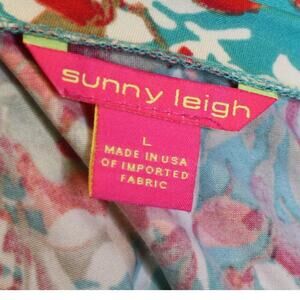 sunny leigh
L
MADE IN USA
OF IMPORTED
FABRIC